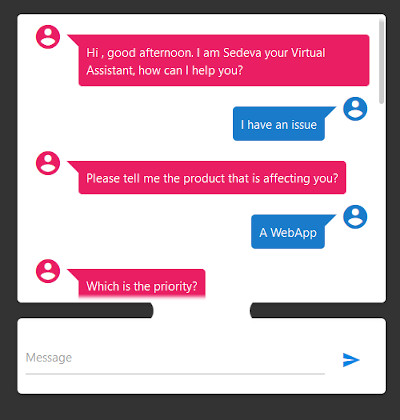 Hi , good afternoon. I am Sedeva your Virtual
Assistant, how can I help you?
I have an issue
Please tell me the product that is affecting you?
A WebApp
Which is the priority?
Message